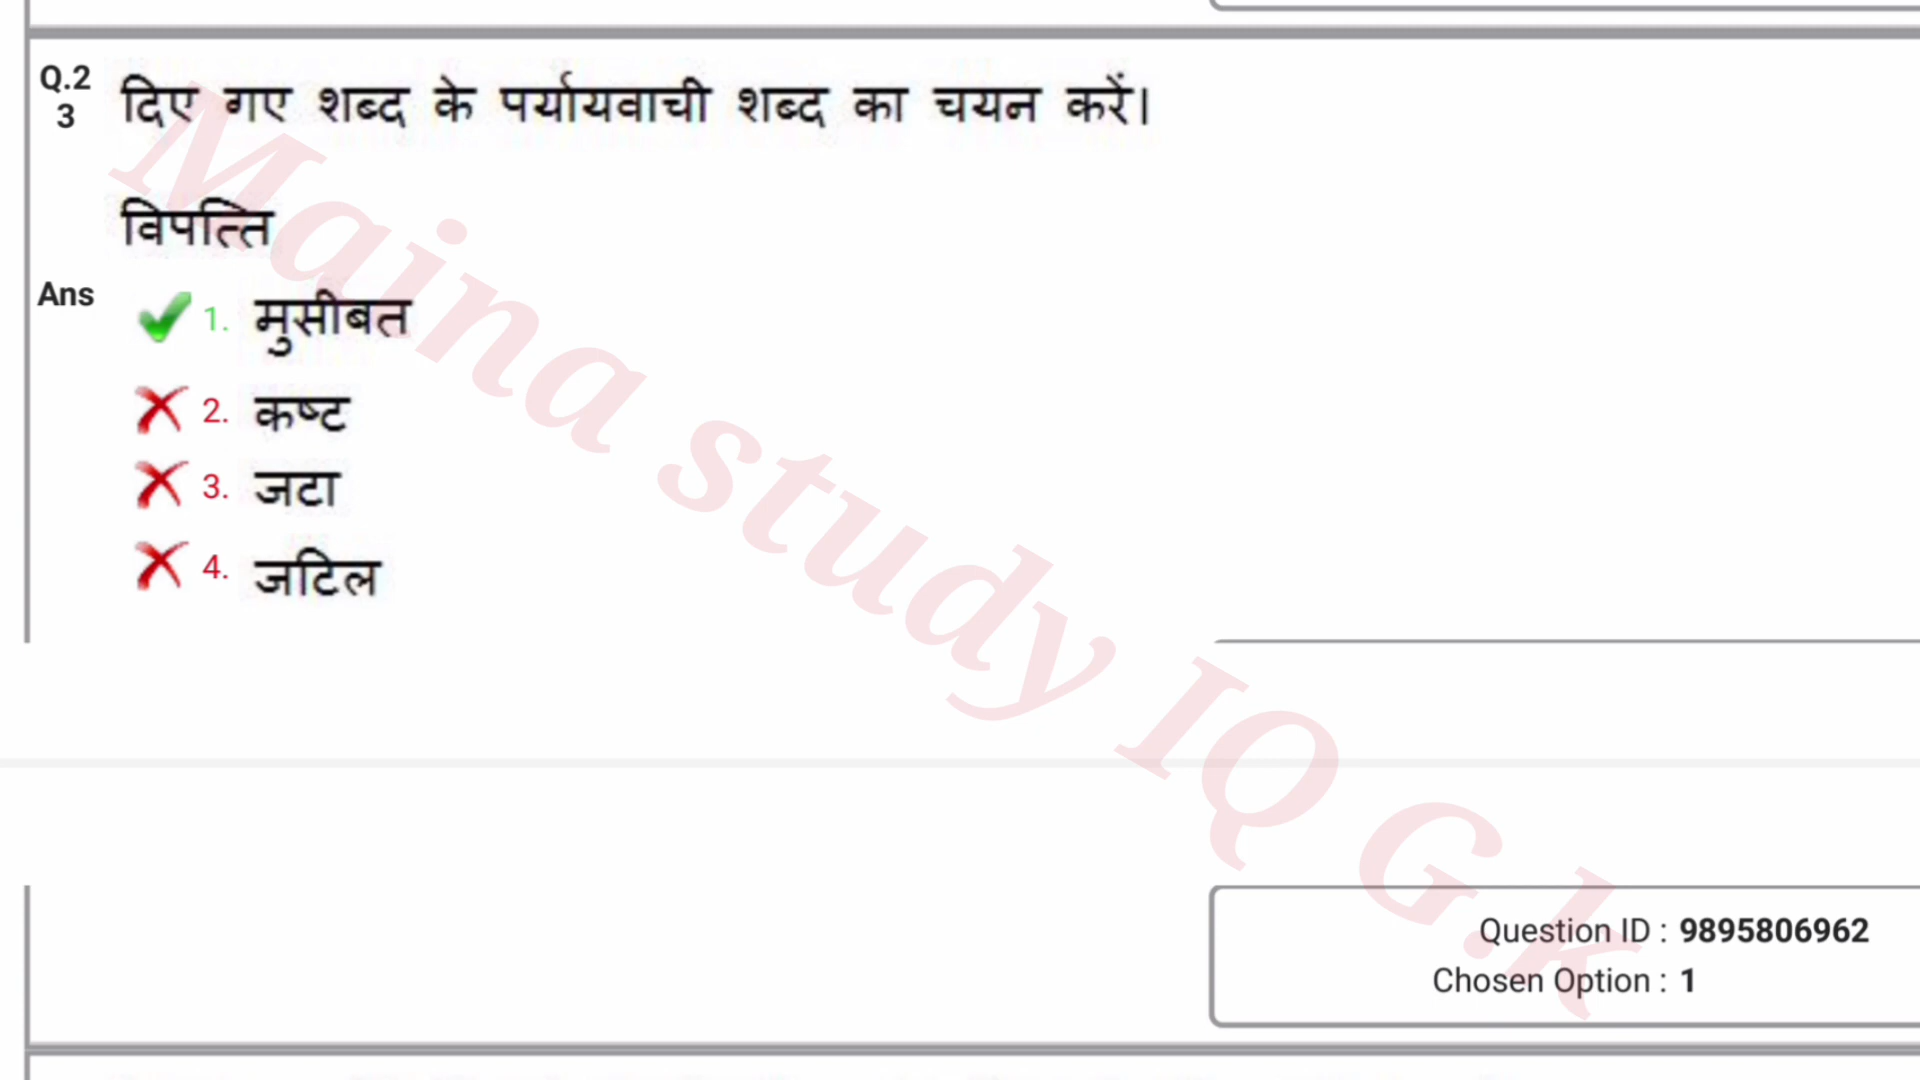 Q.2
3
दिए गए शब्द के पर्यायवाची शब्द का चयन करें।
विपत्ति
Ans
1. मुसीबत
2. कष्ट
3. जटा
4. जटिल
Maina study IQ G.k
Question ID : 9895806962
Chosen Option : 1